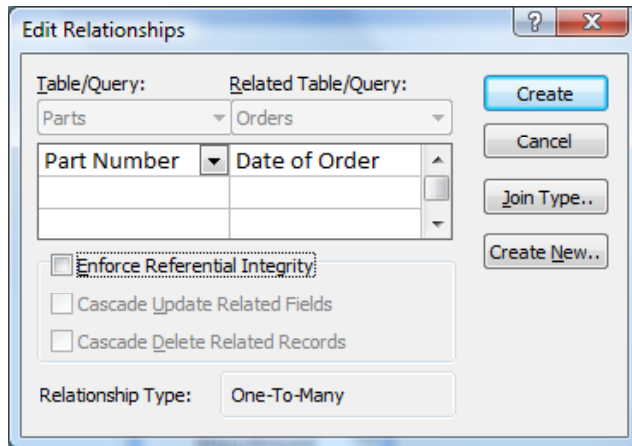 Edit Relationships
Table/Query: Related Table/Query:
Parts Orders
Part Number Date of Order
Enforce Referential Integrity
Cascade Update Related Fields
Cascade Delete Related Records
Relationship Type: One-To-Many
Create
Cancel
Join Type..
Create New..